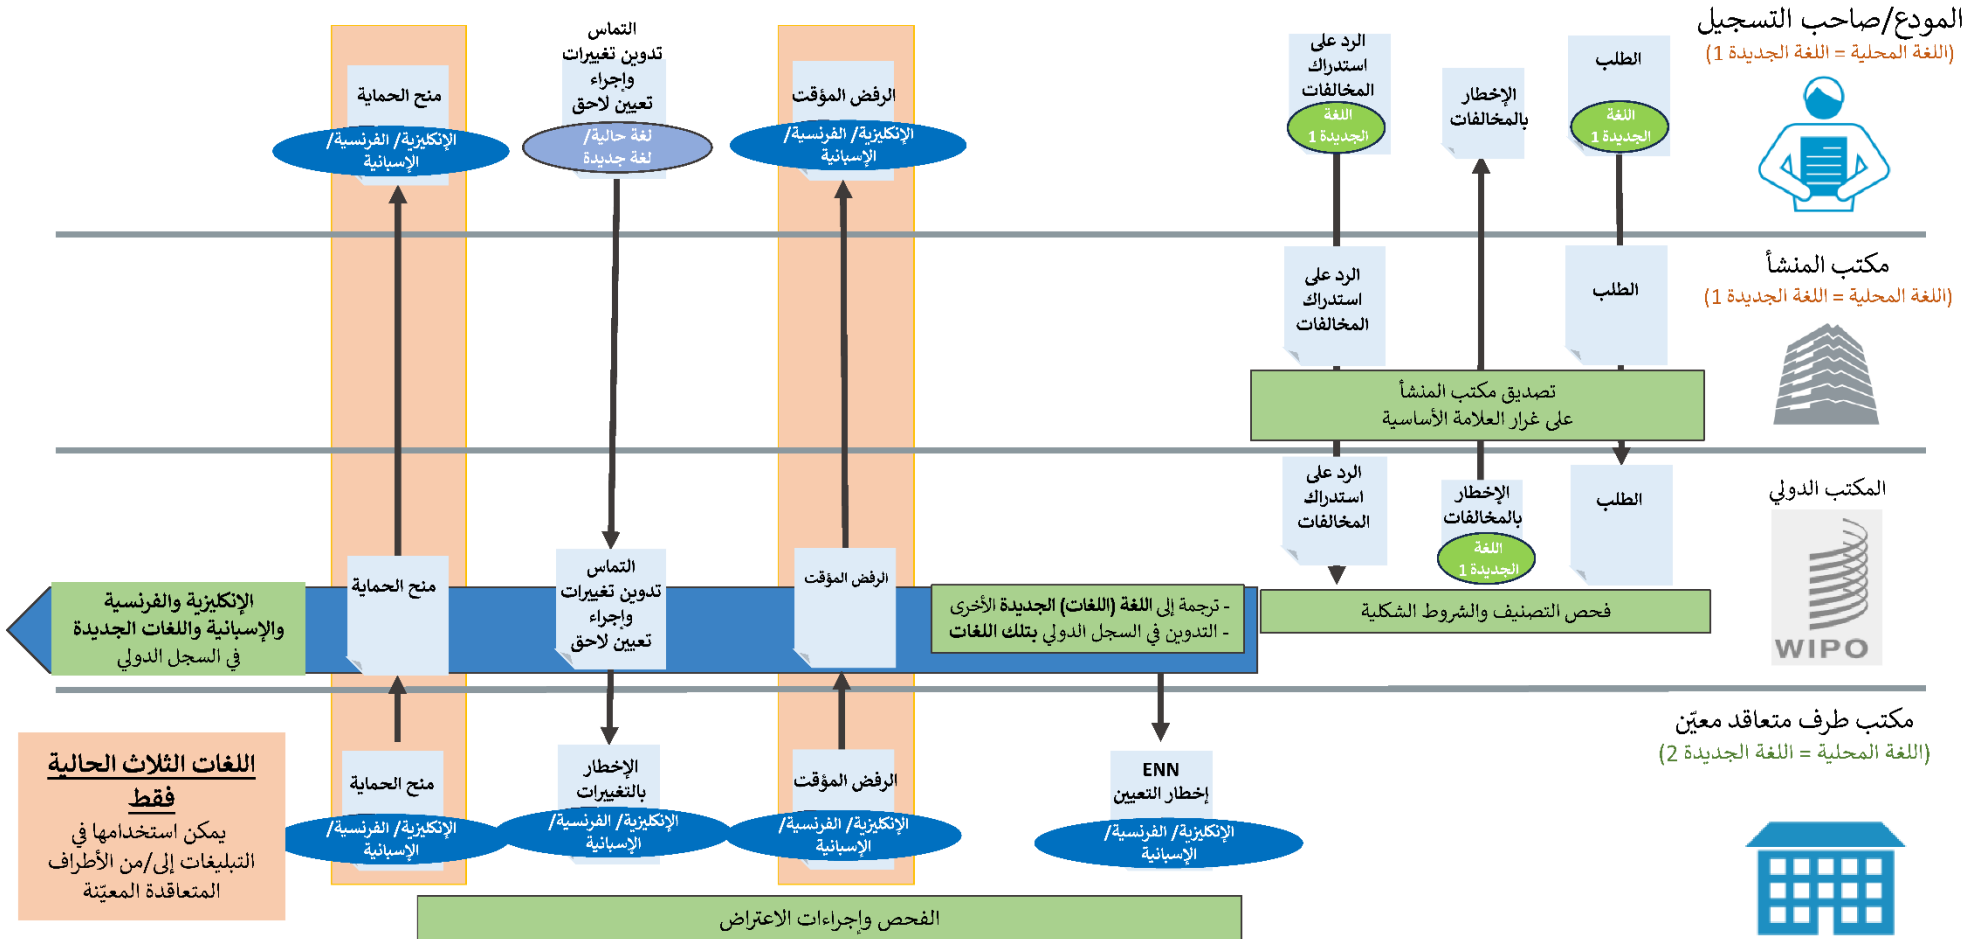 المودع/صاحب التسجيل
(اللغة المحلية = اللغة الجديدة 1)
الطلب
اللغة
الجديدة 1
الإخطار
بالمخالفات
الرد على
استدراك
المخالفات
اللغة
الجديدة 1
الرفض المؤقت
الإنكليزية/ الفرنسية/
الإسبانية
التماس
تدوين تغييرات
وإجراء
تعيين لاحق
لغة حالية/
لغة جديدة
منح الحماية
الإنكليزية/ الفرنسية/
الإسبانية
مكتب المنشأ
(اللغة المحلية = اللغة الجديدة 1)
الطلب
الرد على
استدراك
المخالفات
تصديق مكتب المنشأ
على غرار العلامة الأساسية
المكتب الدولي
WIPO
الطلب
الإخطار
بالمخالفات
اللغة
الجديدة 1
الرد على
استدراك
المخالفات
فحص التصنيف والشروط الشكلية
- ترجمة إلى اللغة (اللغات) الجديدة الأخرى
- التدوين في السجل الدولي بتلك اللغات
الرفض المؤقت
التماس
تدوين تغييرات
وإجراء
تعيين لاحق
منح الحماية
الإنكليزية والفرنسية
والإسبانية واللغات الجديدة
في السجل الدولي
مكتب طرف متعاقد معيّن
(اللغة المحلية = اللغة الجديدة 2)
ENN
إخطار التعيين
الإنكليزية/ الفرنسية/
الإسبانية
الرفض المؤقت
الإنكليزية/ الفرنسية/
الإسبانية
الإخطار
بالتغييرات
الإنكليزية/ الفرنسية/
الإسبانية
منح الحماية
الإنكليزية/ الفرنسية/
الإسبانية
اللغات الثلاث الحالية
فقط
يمكن استخدامها في
التبليغات إلى/من الأطراف
المتعاقدة المعيّنة
الفحص وإجراءات الاعتراض